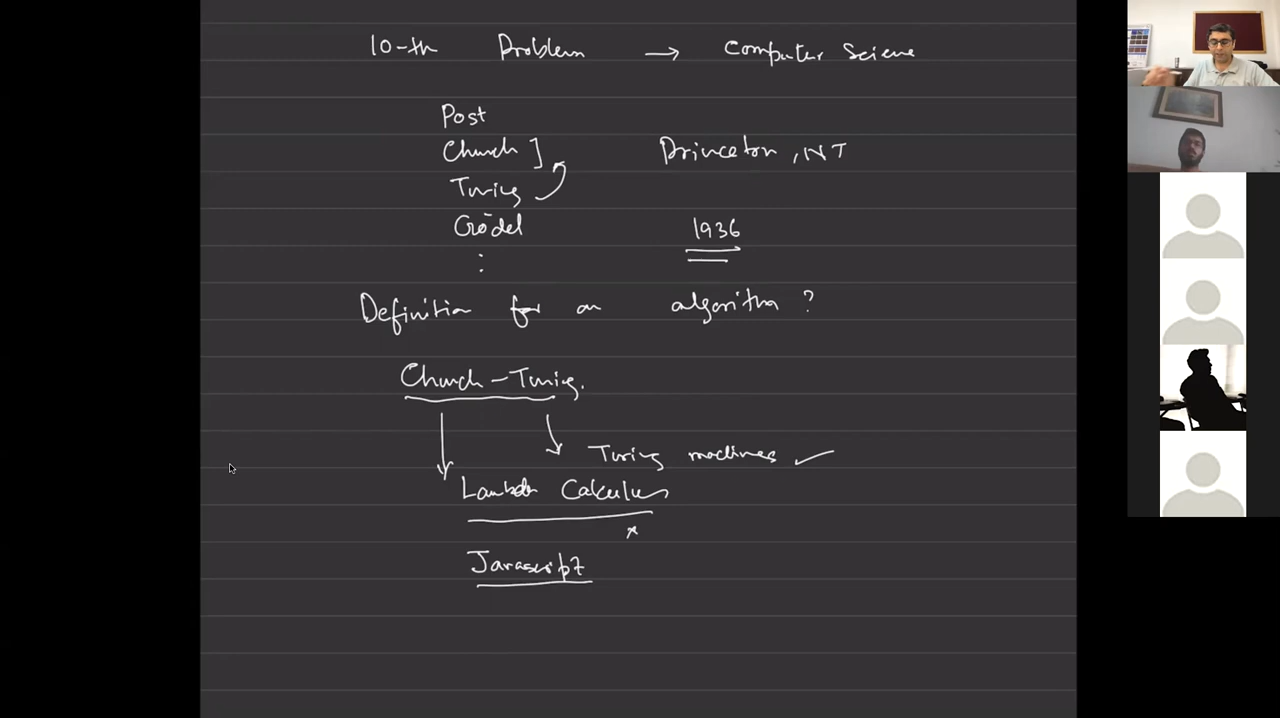 10-th Problem → Computer Science
Post
Church ]
Turing
Gödel
Princeton, NJ
1936
:
Definition for an algorithm ?
Church-Turing.
Turing machines ✓
Lambda Calculus
*
Javascript